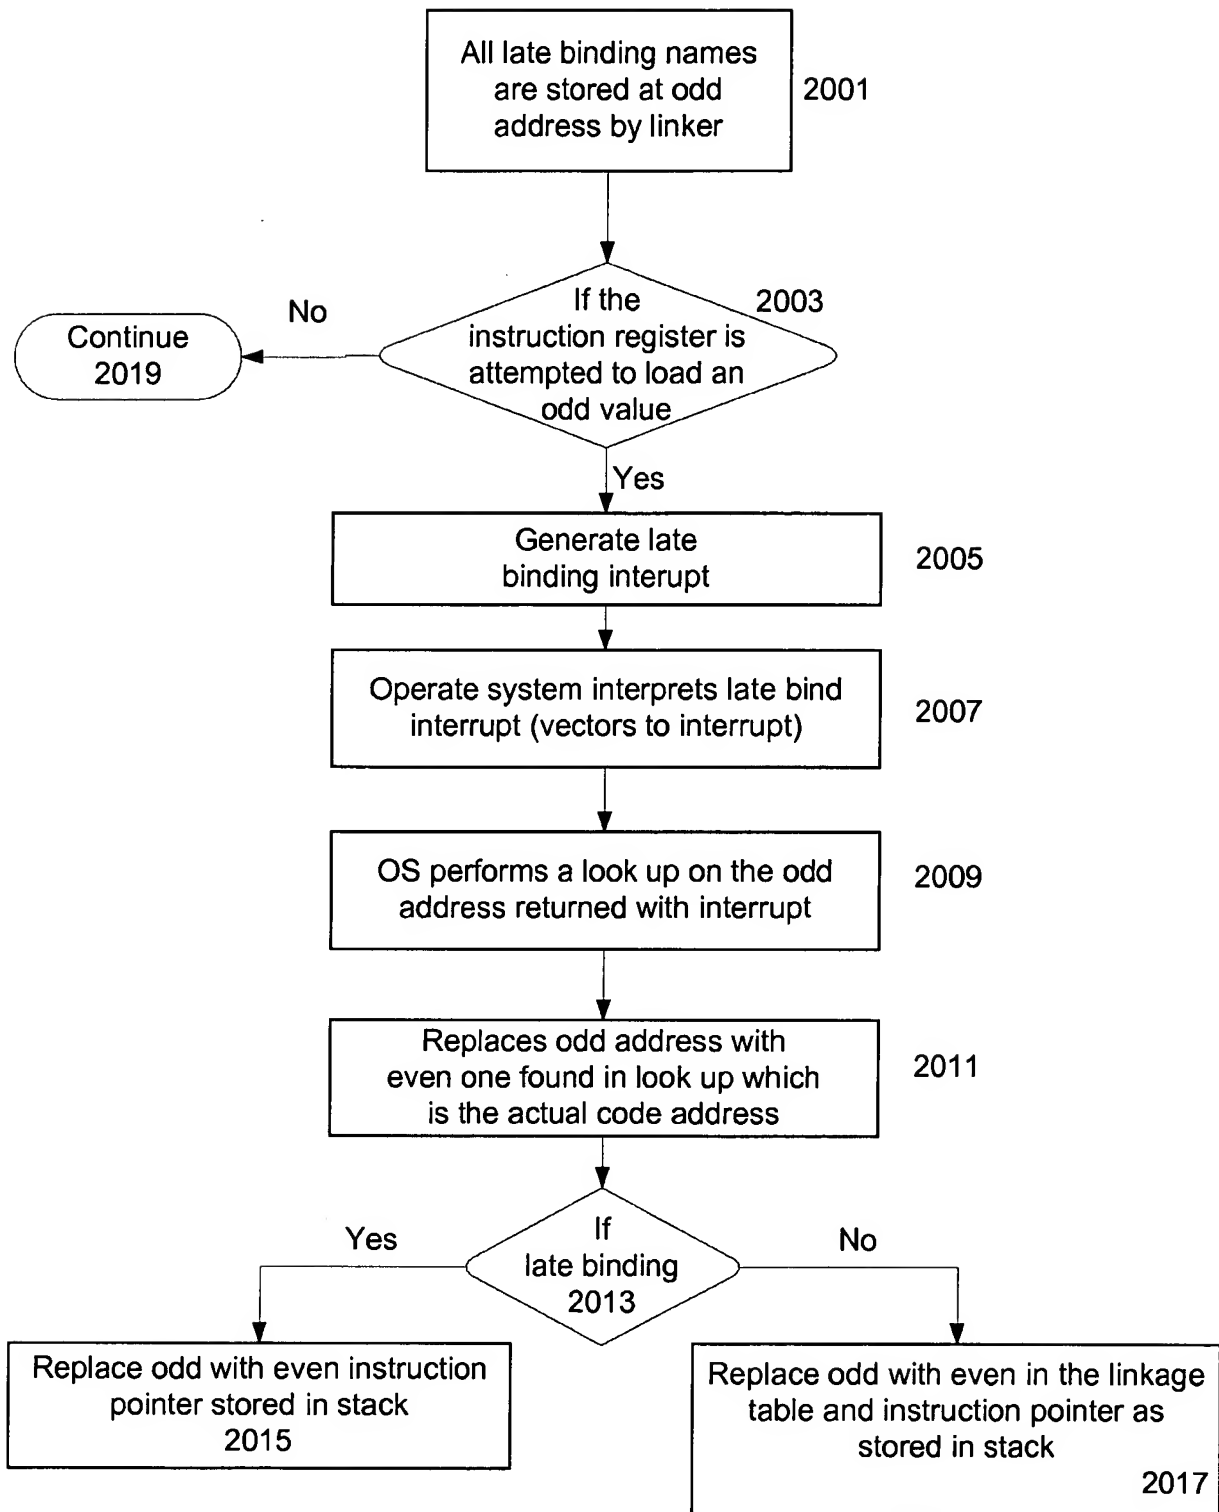 All late binding names
are stored at odd
address by linker
2001
If the
instruction register is
attempted to load an
odd value
2003
No
Continue
2019
Yes
Generate late
binding interupt
2005
Operate system interprets late bind
interrupt (vectors to interrupt)
2007
OS performs a look up on the odd
address returned with interrupt
2009
Replaces odd address with
even one found in look up which
is the actual code address
2011
If
late binding
2013
Yes
No
Replace odd with even instruction
pointer stored in stack
2015
Replace odd with even in the linkage
table and instruction pointer as
stored in stack
2017